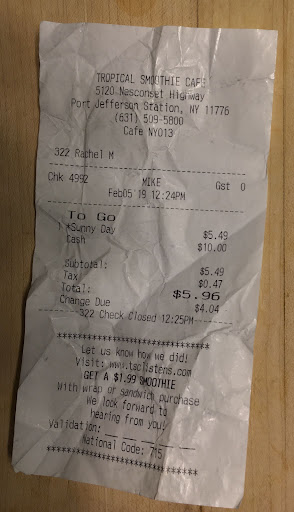 TROPICAL SMOOTHIE CAFE
5120 Nesconset Highway
Port Jefferson Station, NY 11776
(631) 509-5800
Cafe NY013
322 Rachel M
Chk 4992 MIKE Gst 0
Feb05'19 12:24PM
To Go
1 *Sunny Day $5.49
Cash $10.00
Subtotal: $5.49
Tax $0.47
Total: $5.96
Change Due $4.04
----322 Check Closed 12:25PM----
********************************
Let us know how we did!
Visit: www.tsclistens.com
GET A $1.99 SMOOTHIE
With wrap or sandwich purchase
We look forward to
hearing from you!
Validation: _ _ _ _ _ _ _
National Code: 715
********************************